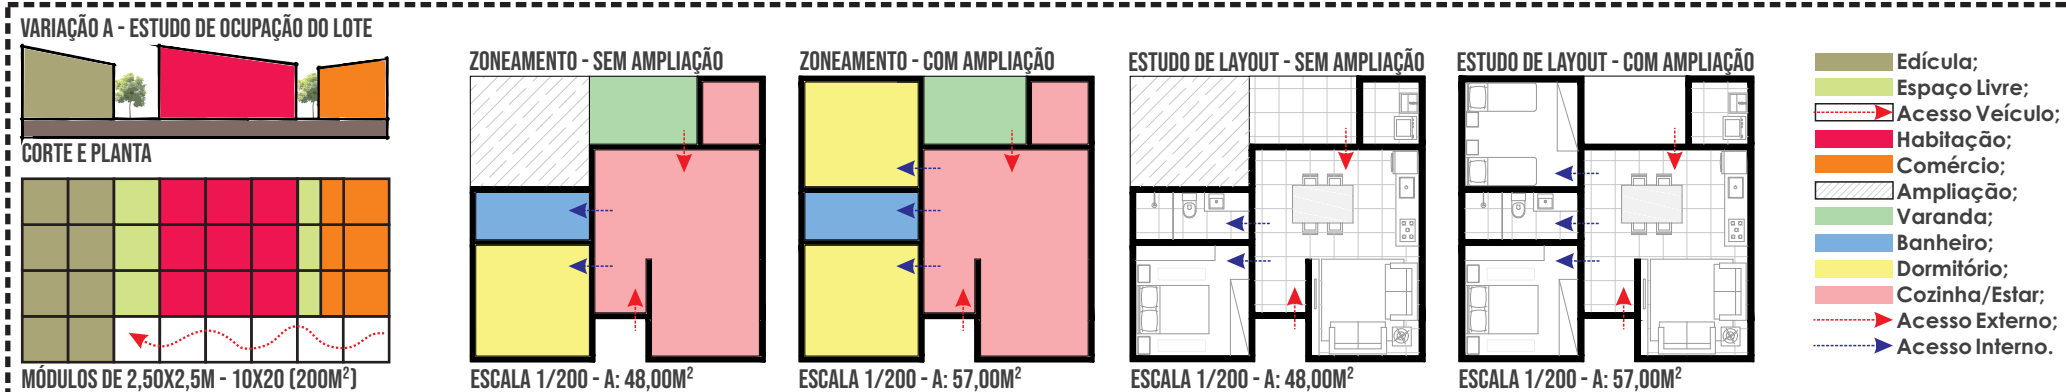 VARIAÇÃO A - ESTUDO DE OCUPAÇÃO DO LOTE
CORTE E PLANTA
MÓDULOS DE 2,50X2,5M - 10X20 (200M²)
ZONEAMENTO - SEM AMPLIAÇÃO
ESCALA 1/200 - A: 48,00M²
ZONEAMENTO - COM AMPLIAÇÃO
ESCALA 1/200 - A: 57,00M²
ESTUDO DE LAYOUT - SEM AMPLIAÇÃO
ESCALA 1/200 - A: 48,00M²
ESTUDO DE LAYOUT - COM AMPLIAÇÃO
ESCALA 1/200 - A: 57,00M²
Edícula;
Espaço Livre;
Acesso Veículo;
Habitação;
Comércio;
Ampliação;
Varanda;
Banheiro;
Dormitório;
Cozinha/Estar;
Acesso Externo;
Acesso Interno.